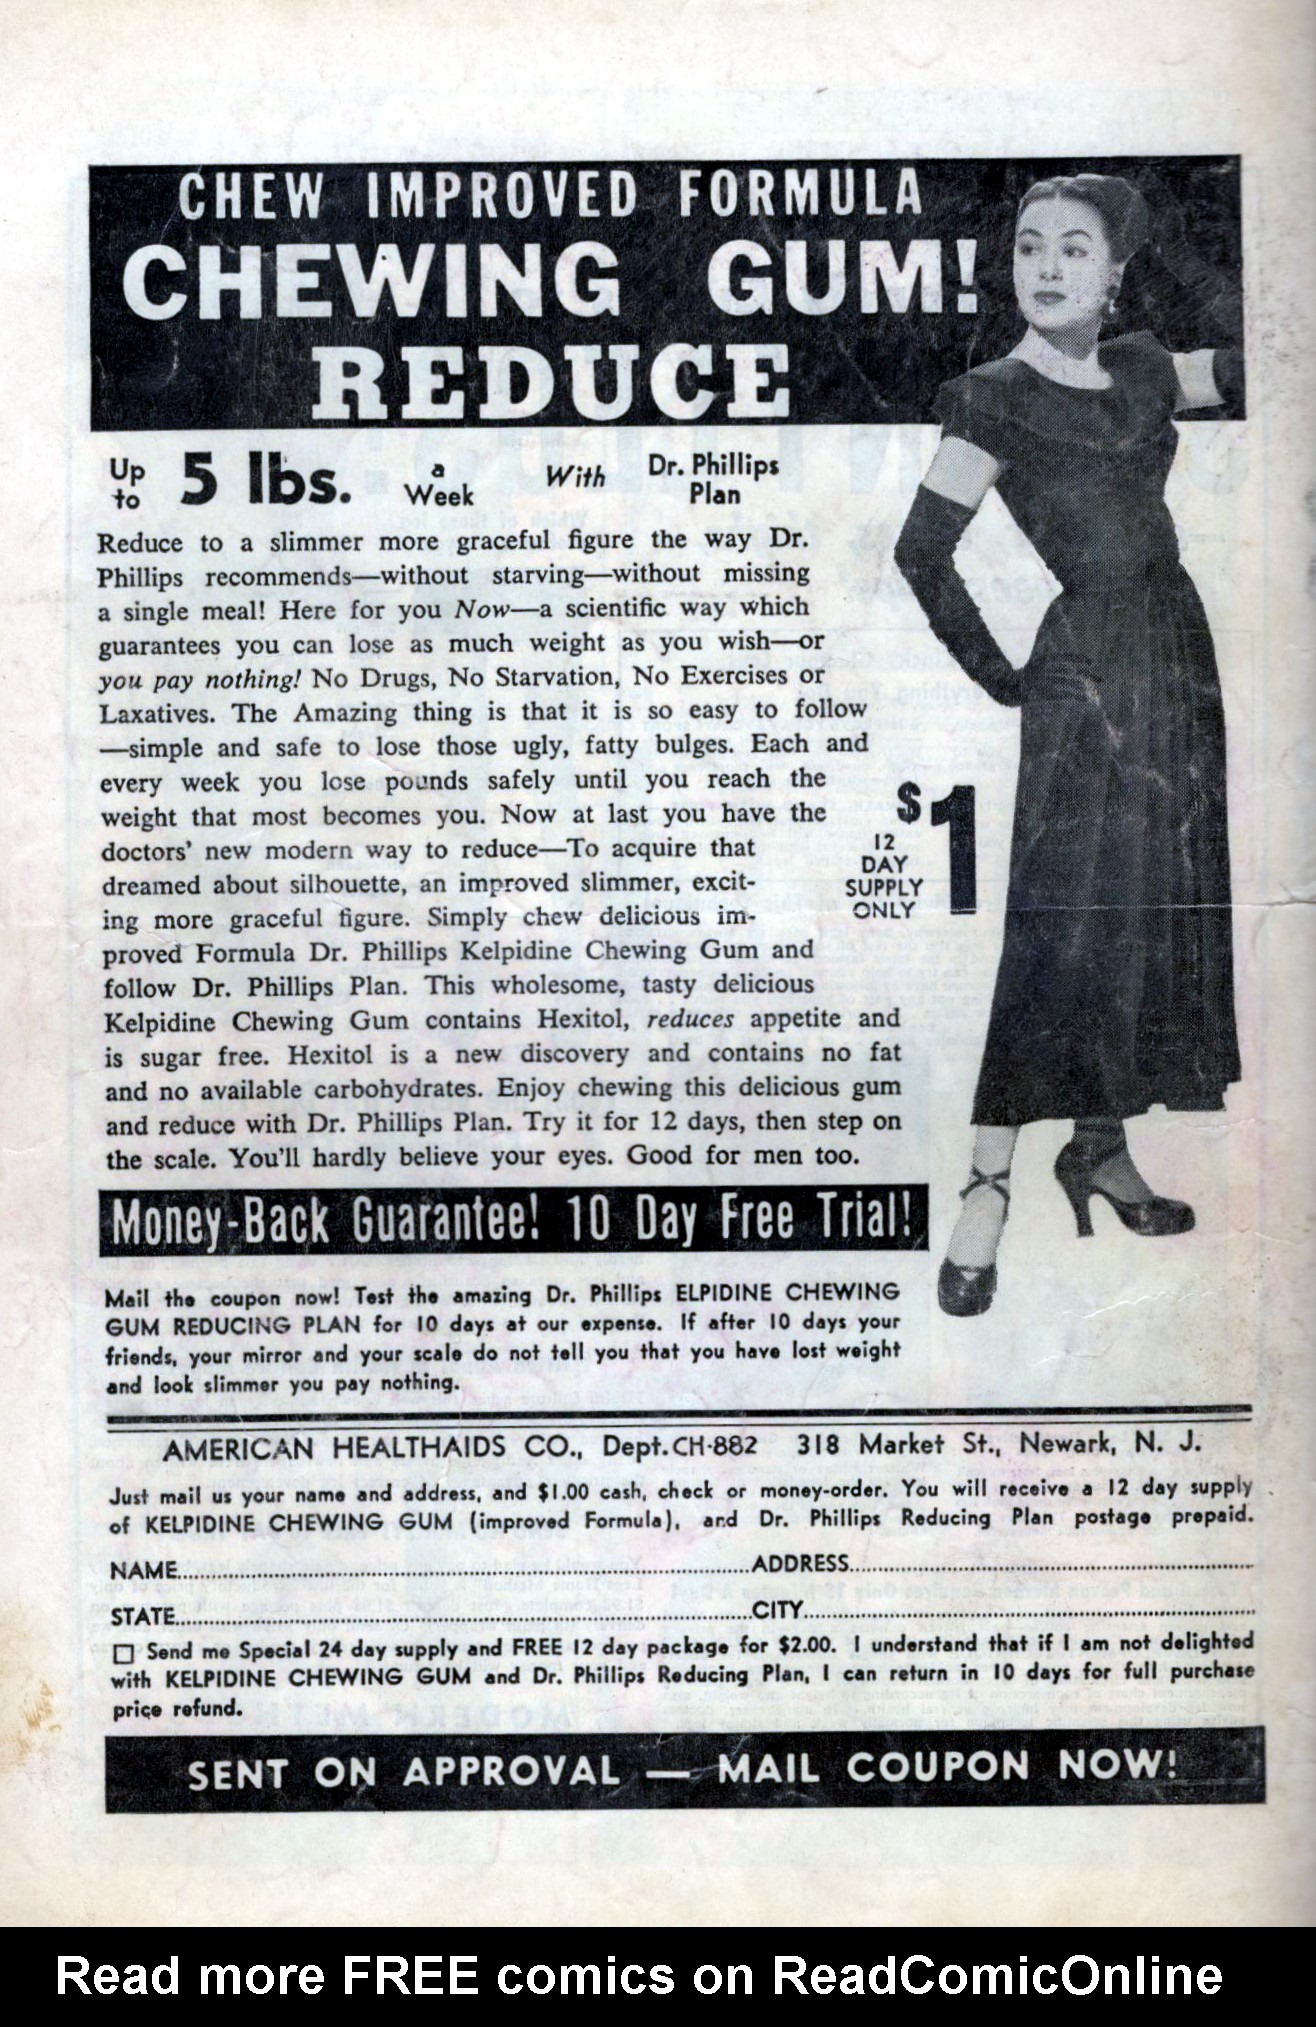 CHEW IMPROVED FORMULA
CHEWING GUM!
REDUCE
Up to 5 lbs. a Week With Dr. Phillips Plan
Reduce to a slimmer more graceful figure the way Dr.
Phillips recommends—without starving—without missing
a single meal! Here for you Now—a scientific way which
guarantees you can lose as much weight as you wish—or
you pay nothing! No Drugs, No Starvation, No Exercises or
Laxatives. The Amazing thing is that it is so easy to follow
—simple and safe to lose those ugly, fatty bulges. Each and
every week you lose pounds safely until you reach the
weight that most becomes you. Now at last you have the
doctors' new modern way to reduce—To acquire that
dreamed about silhouette, an improved slimmer, excit-
ing more graceful figure. Simply chew delicious im-
proved Formula Dr. Phillips Kelpidine Chewing Gum and
follow Dr. Phillips Plan. This wholesome, tasty delicious
Kelpidine Chewing Gum contains Hexitol, reduces appetite and
is sugar free. Hexitol is a new discovery and contains no fat
and no available carbohydrates. Enjoy chewing this delicious gum
and reduce with Dr. Phillips Plan. Try it for 12 days, then step on
the scale. You'll hardly believe your eyes. Good for men too.
$1
12
DAY
SUPPLY
ONLY
Money-Back Guarantee! 10 Day Free Trial!
Mail the coupon now! Test the amazing Dr. Phillips ELPIDINE CHEWING
GUM REDUCING PLAN for 10 days at our expense. If after 10 days your
friends, your mirror and your scale do not tell you that you have lost weight
and look slimmer you pay nothing.
AMERICAN HEALTHAIDS CO., Dept. CH-882 318 Market St., Newark, N. J.
Just mail us your name and address, and $1.00 cash, check or money-order. You will receive a 12 day supply
of KELPIDINE CHEWING GUM (improved Formula), and Dr. Phillips Reducing Plan postage prepaid.
NAME ADDRESS
STATE CITY
☐ Send me Special 24 day supply and FREE 12 day package for $2.00. I understand that if I am not delighted
with KELPIDINE CHEWING GUM and Dr. Phillips Reducing Plan, I can return in 10 days for full purchase
price refund.
SENT ON APPROVAL — MAIL COUPON NOW!
Read more FREE comics on ReadComicOnline